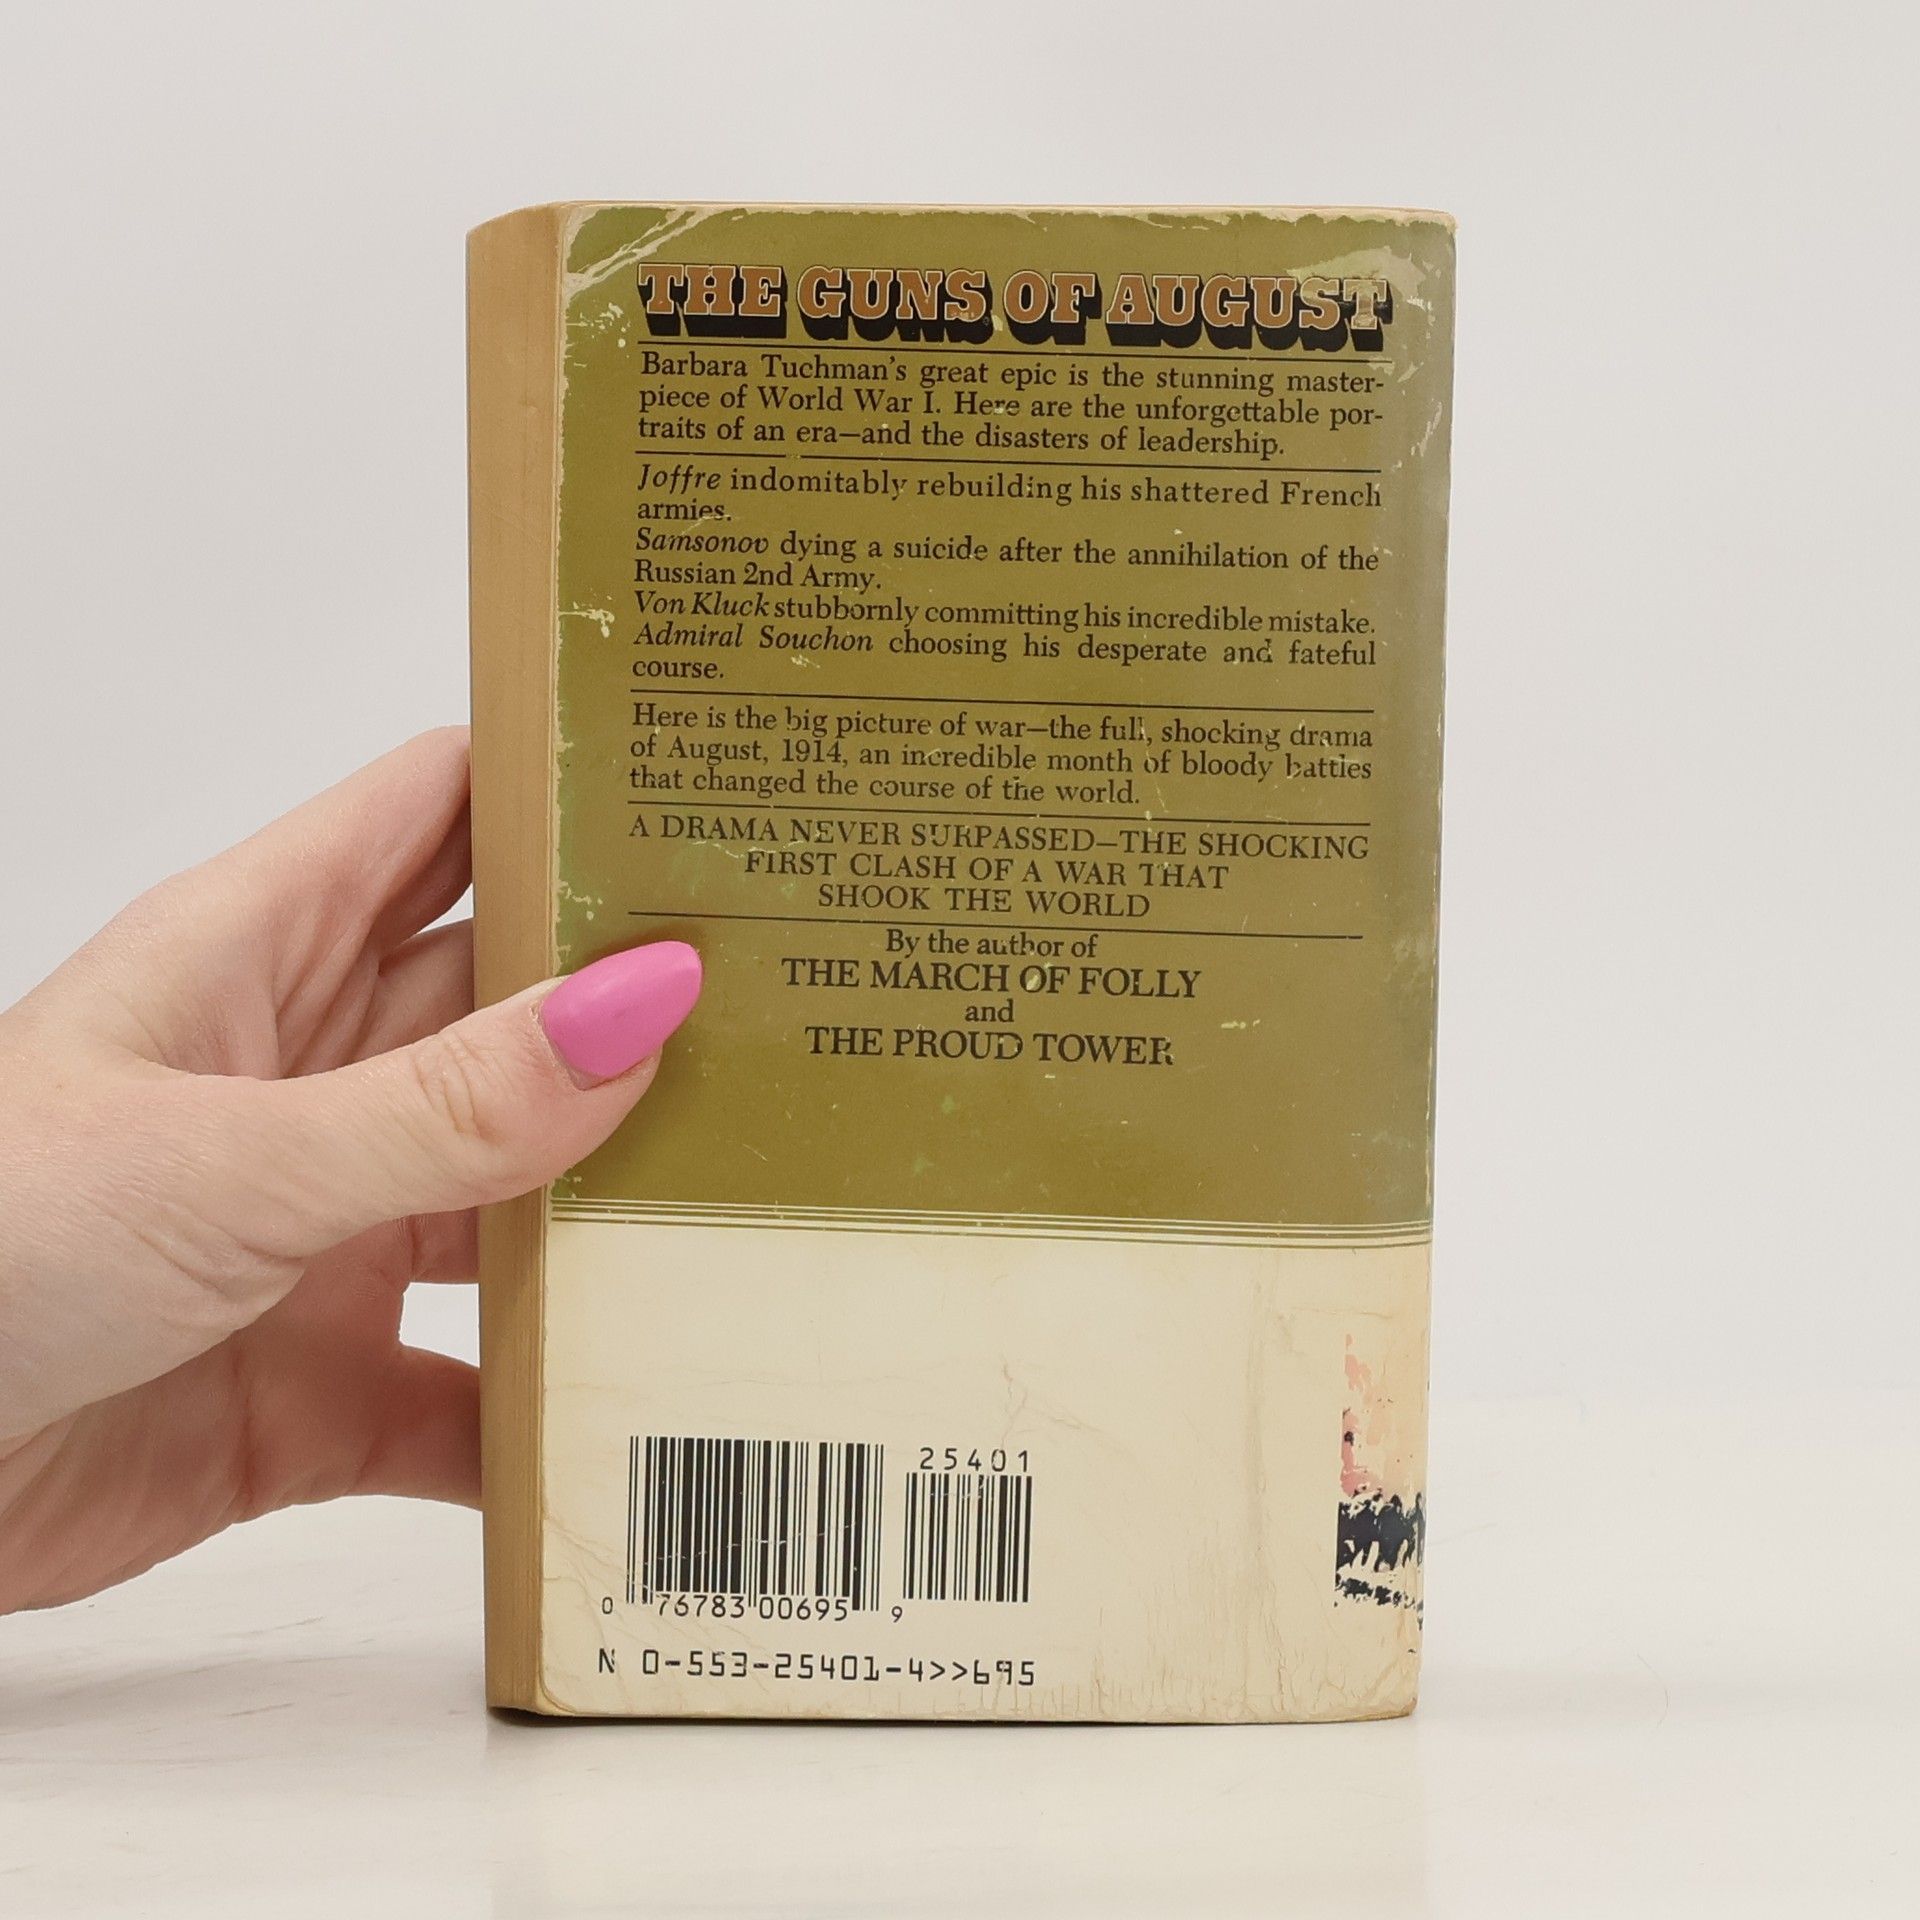 THE GUNS OF AUGUST
Barbara Tuchman's great epic is the stunning master-
piece of World War I. Here are the unforgettable por-
traits of an era—and the disasters of leadership.
Joffre indomitably rebuilding his shattered French
armies.
Samsonov dying a suicide after the annihilation of the
Russian 2nd Army.
Von Kluck stubbornly committing his incredible mistake.
Admiral Souchon choosing his desperate and fateful
course.
Here is the big picture of war—the full, shocking drama
of August, 1914, an incredible month of bloody battles
that changed the course of the world.
A DRAMA NEVER SURPASSED—THE SHOCKING
FIRST CLASH OF A WAR THAT
SHOOK THE WORLD
By the author of
THE MARCH OF FOLLY
and
THE PROUD TOWER
25401
0 76783 00695 9
N 0-553-25401-4>>695